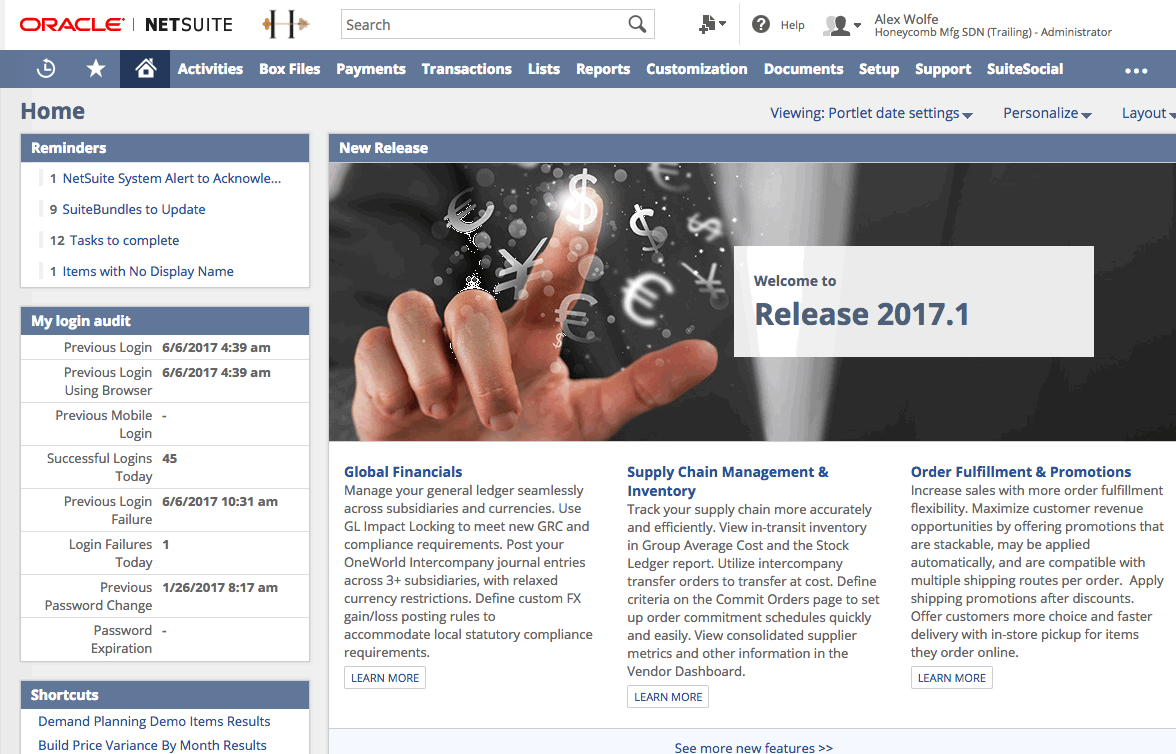 ORACLE | NETSUITE
H
Search
Help
Alex Wolfe
Honeycomb Mfg SDN (Trailing) - Administrator
Activities Box Files Payments Transactions Lists Reports Customization Documents Setup Support SuiteSocial
Home
Viewing: Portlet date settings Personalize Layout
Reminders
1 NetSuite System Alert to Acknowle...
9 SuiteBundles to Update
12 Tasks to complete
1 Items with No Display Name
My login audit
Previous Login 6/6/2017 4:39 am
Previous Login 6/6/2017 4:39 am
Using Browser
Previous Mobile -
Login
Successful Logins 45
Today
Previous Login 6/6/2017 10:31 am
Failure
Login Failures 1
Today
Previous 1/26/2017 8:17 am
Password Change
Password -
Expiration
Shortcuts
Demand Planning Demo Items Results
Build Price Variance By Month Results
New Release
Welcome to
Release 2017.1
Global Financials
Manage your general ledger seamlessly
across subsidiaries and currencies. Use
GL Impact Locking to meet new GRC and
compliance requirements. Post your
OneWorld Intercompany journal entries
across 3+ subsidiaries, with relaxed
currency restrictions. Define custom FX
gain/loss posting rules to
accommodate local statutory compliance
requirements.
LEARN MORE
Supply Chain Management &
Inventory
Track your supply chain more accurately
and efficiently. View in-transit inventory
in Group Average Cost and the Stock
Ledger report. Utilize intercompany
transfer orders to transfer at cost. Define
criteria on the Commit Orders page to set
up order commitment schedules quickly
and easily. View consolidated supplier
metrics and other information in the
Vendor Dashboard.
LEARN MORE
Order Fulfillment & Promotions
Increase sales with more order fulfillment
flexibility. Maximize customer revenue
opportunities by offering promotions that
are stackable, may be applied
automatically, and are compatible with
multiple shipping routes per order. Apply
shipping promotions after discounts.
Offer customers more choice and faster
delivery with in-store pickup for items
they order online.
LEARN MORE
See more new features >>